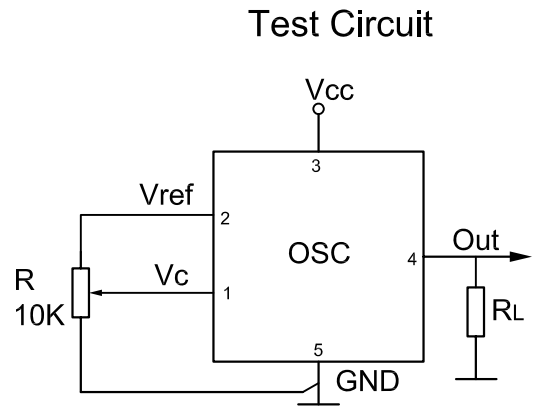 Test Circuit
Vcc
3
Vref
2
OSC
Out
4
R
10K
Vc
1
RL
5
GND